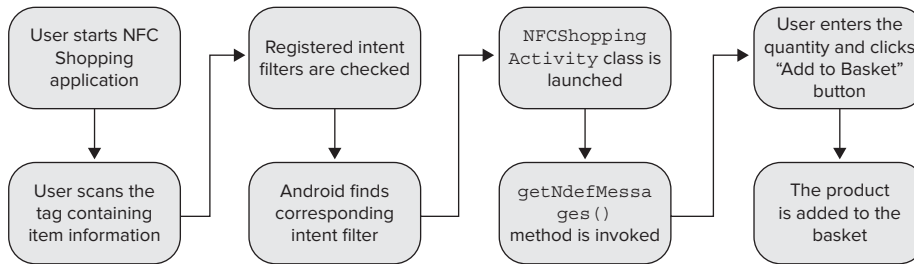 User starts NFC
Shopping
application
User scans the
tag containing
item information
Registered intent
filters are checked
Android finds
corresponding
intent filter
NFCShopping
Activity class is
launched
getNdefMessa
ges()
method is invoked
User enters the
quantity and clicks
“Add to Basket”
button
The product
is added to the
basket